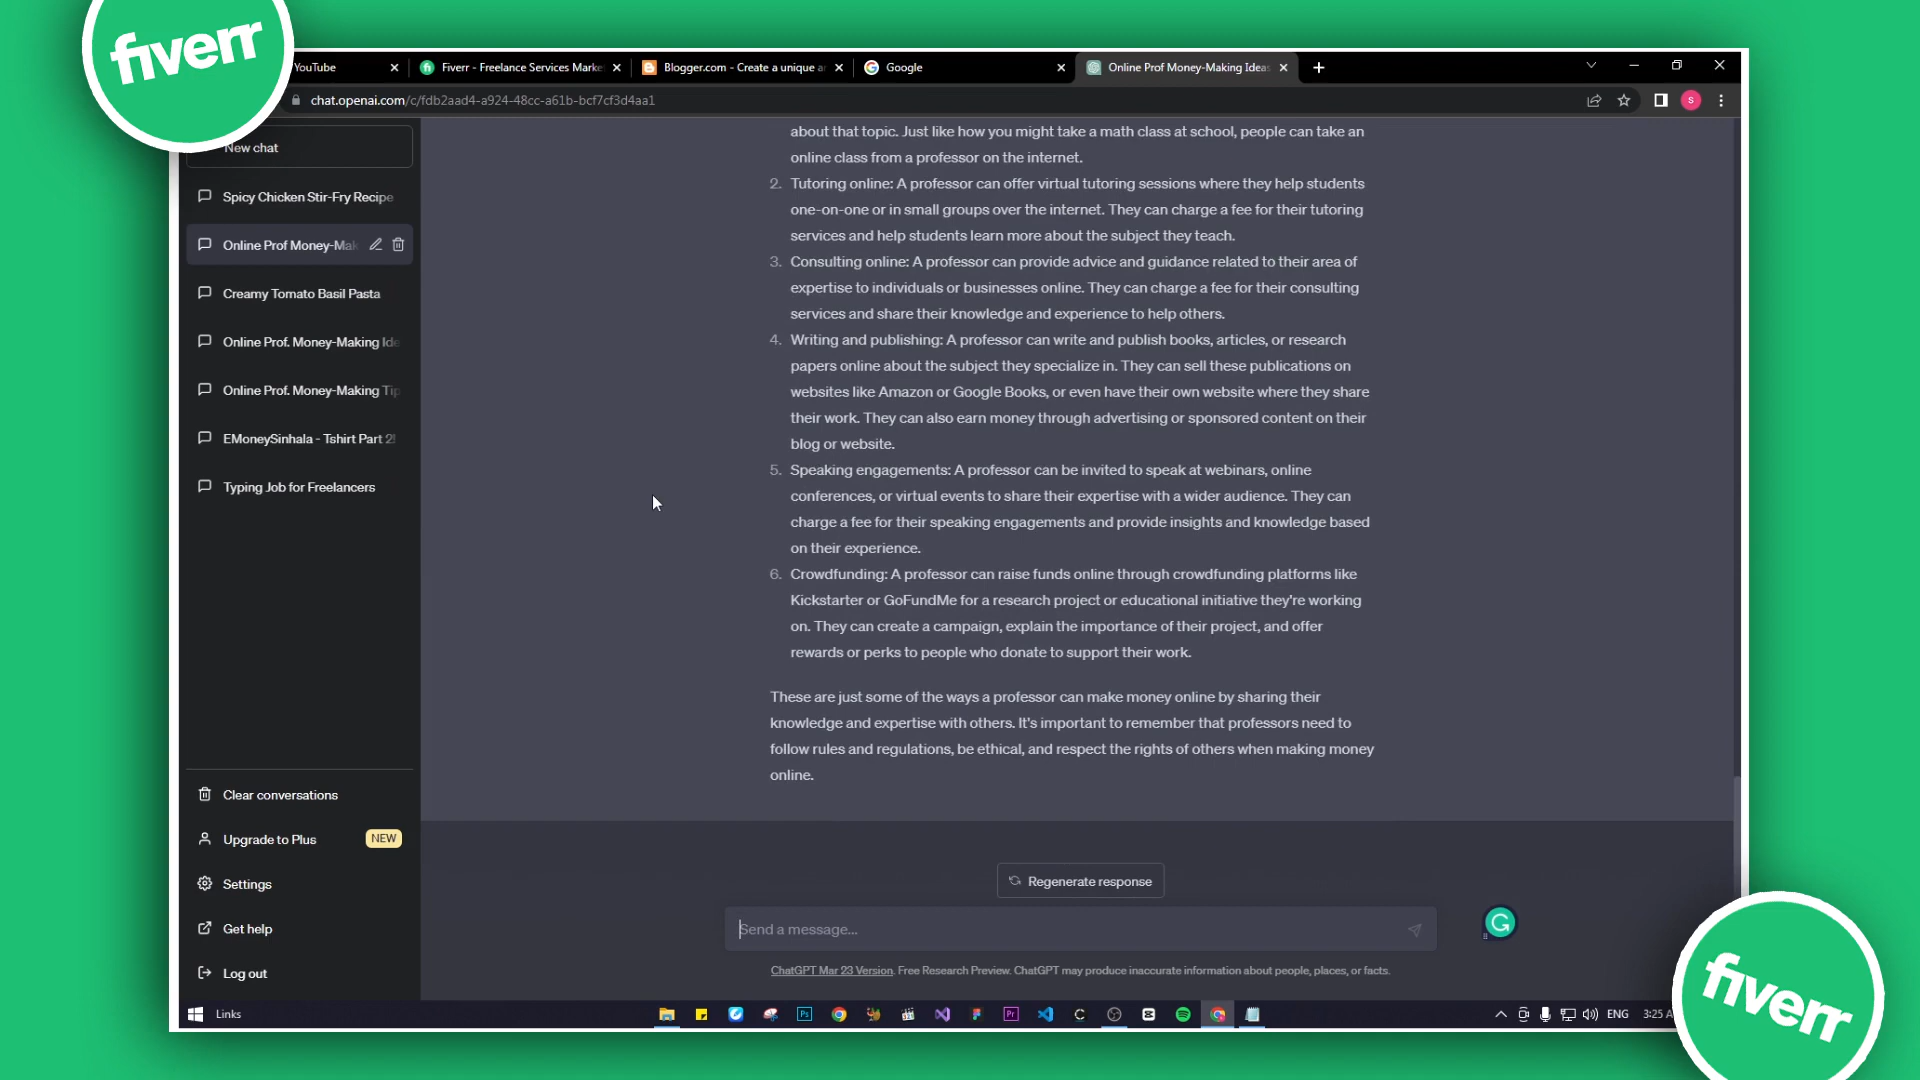 fiverr
YouTube
Fiverr - Freelance Services Marke
Blogger.com - Create a unique a
Google
Online Prof Money-Making Ideas
S
chat.openai.com/c/fdb2aad4-a924-48cc-a61b-bcf7cf3d4aa1
New chat
Spicy Chicken Stir-Fry Recipe
Online Prof Money-Mak
Creamy Tomato Basil Pasta
Online Prof. Money-Making Ide
Online Prof. Money-Making Tip
EMoneySinhala - Tshirt Part 2!
Typing Job for Freelancers
Clear conversations
Upgrade to Plus
NEW
Settings
Get help
Log out
about that topic. Just like how you might take a math class at school, people can take an
online class from a professor on the internet.
2. Tutoring online: A professor can offer virtual tutoring sessions where they help students
one-on-one or in small groups over the internet. They can charge a fee for their tutoring
services and help students learn more about the subject they teach.
3. Consulting online: A professor can provide advice and guidance related to their area of
expertise to individuals or businesses online. They can charge a fee for their consulting
services and share their knowledge and experience to help others.
4. Writing and publishing: A professor can write and publish books, articles, or research
papers online about the subject they specialize in. They can sell these publications on
websites like Amazon or Google Books, or even have their own website where they share
their work. They can also earn money through advertising or sponsored content on their
blog or website.
5. Speaking engagements: A professor can be invited to speak at webinars, online
conferences, or virtual events to share their expertise with a wider audience. They can
charge a fee for their speaking engagements and provide insights and knowledge based
on their experience.
6. Crowdfunding: A professor can raise funds online through crowdfunding platforms like
Kickstarter or GoFundMe for a research project or educational initiative they're working
on. They can create a campaign, explain the importance of their project, and offer
rewards or perks to people who donate to support their work.
These are just some of the ways a professor can make money online by sharing their
knowledge and expertise with others. It's important to remember that professors need to
follow rules and regulations, be ethical, and respect the rights of others when making money
online.
Regenerate response
Send a message...
ChatGPT Mar 23 Version. Free Research Preview. ChatGPT may produce inaccurate information about people, places, or facts.
Links
Ps
Pr
ENG
3:25 A
fiverr